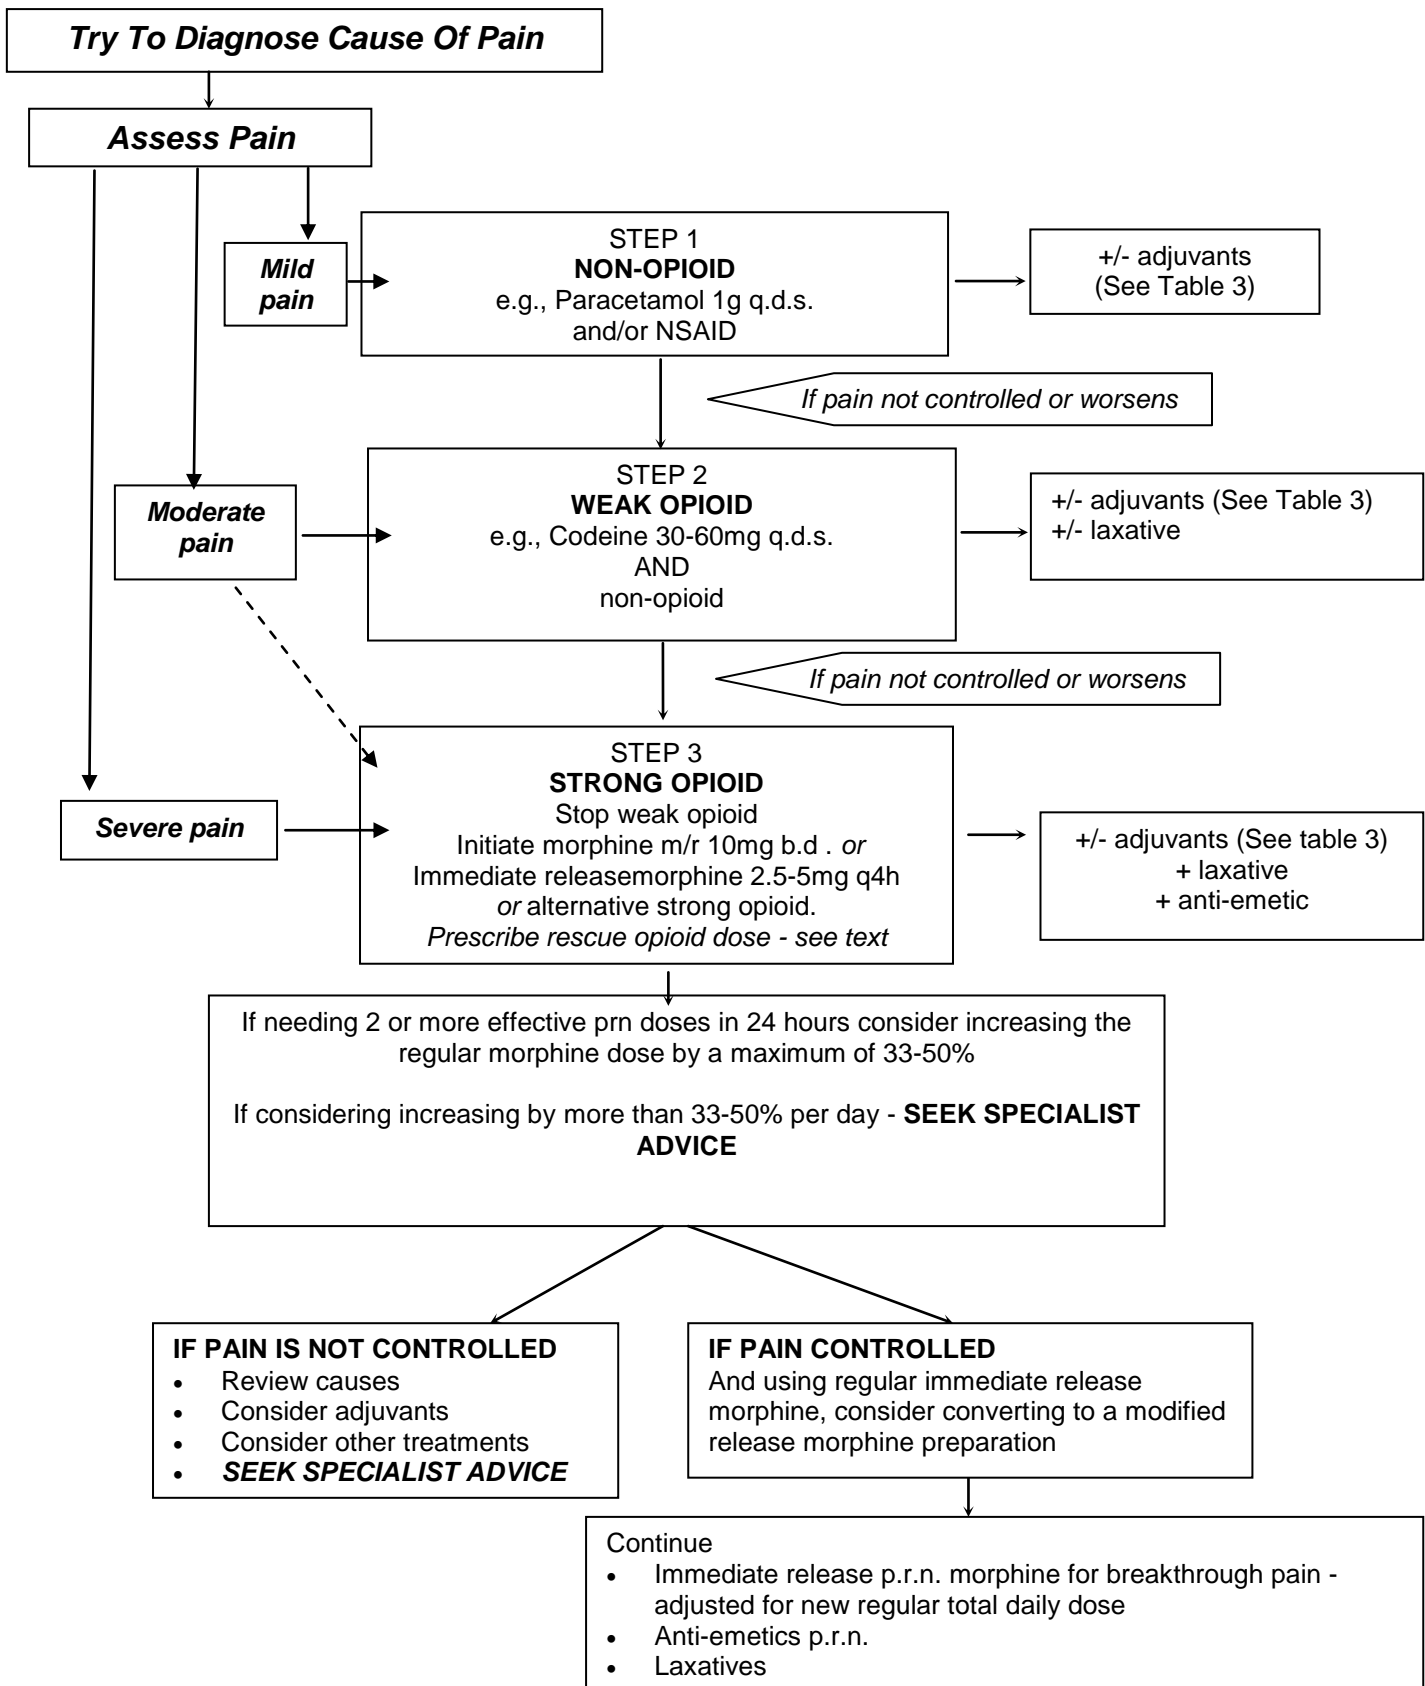 Try To Diagnose Cause Of Pain
Assess Pain
Mild
pain
STEP 1
NON-OPIOID
e.g., Paracetamol 1g q.d.s.
and/or NSAID
+/- adjuvants
(See Table 3)
If pain not controlled or worsens
Moderate
pain
STEP 2
WEAK OPIOID
e.g., Codeine 30-60mg q.d.s.
AND
non-opioid
+/- adjuvants (See Table 3)
+/- laxative
If pain not controlled or worsens
Severe pain
STEP 3
STRONG OPIOID
Stop weak opioid
Initiate morphine m/r 10mg b.d . or
Immediate releasemorphine 2.5-5mg q4h
or alternative strong opioid.
Prescribe rescue opioid dose - see text
+/- adjuvants (See table 3)
+ laxative
+ anti-emetic
If needing 2 or more effective prn doses in 24 hours consider increasing the
regular morphine dose by a maximum of 33-50%
If considering increasing by more than 33-50% per day - SEEK SPECIALIST
ADVICE
IF PAIN IS NOT CONTROLLED
• Review causes
• Consider adjuvants
• Consider other treatments
• SEEK SPECIALIST ADVICE
IF PAIN CONTROLLED
And using regular immediate release
morphine, consider converting to a modified
release morphine preparation
Continue
• Immediate release p.r.n. morphine for breakthrough pain -
adjusted for new regular total daily dose
• Anti-emetics p.r.n.
• Laxatives